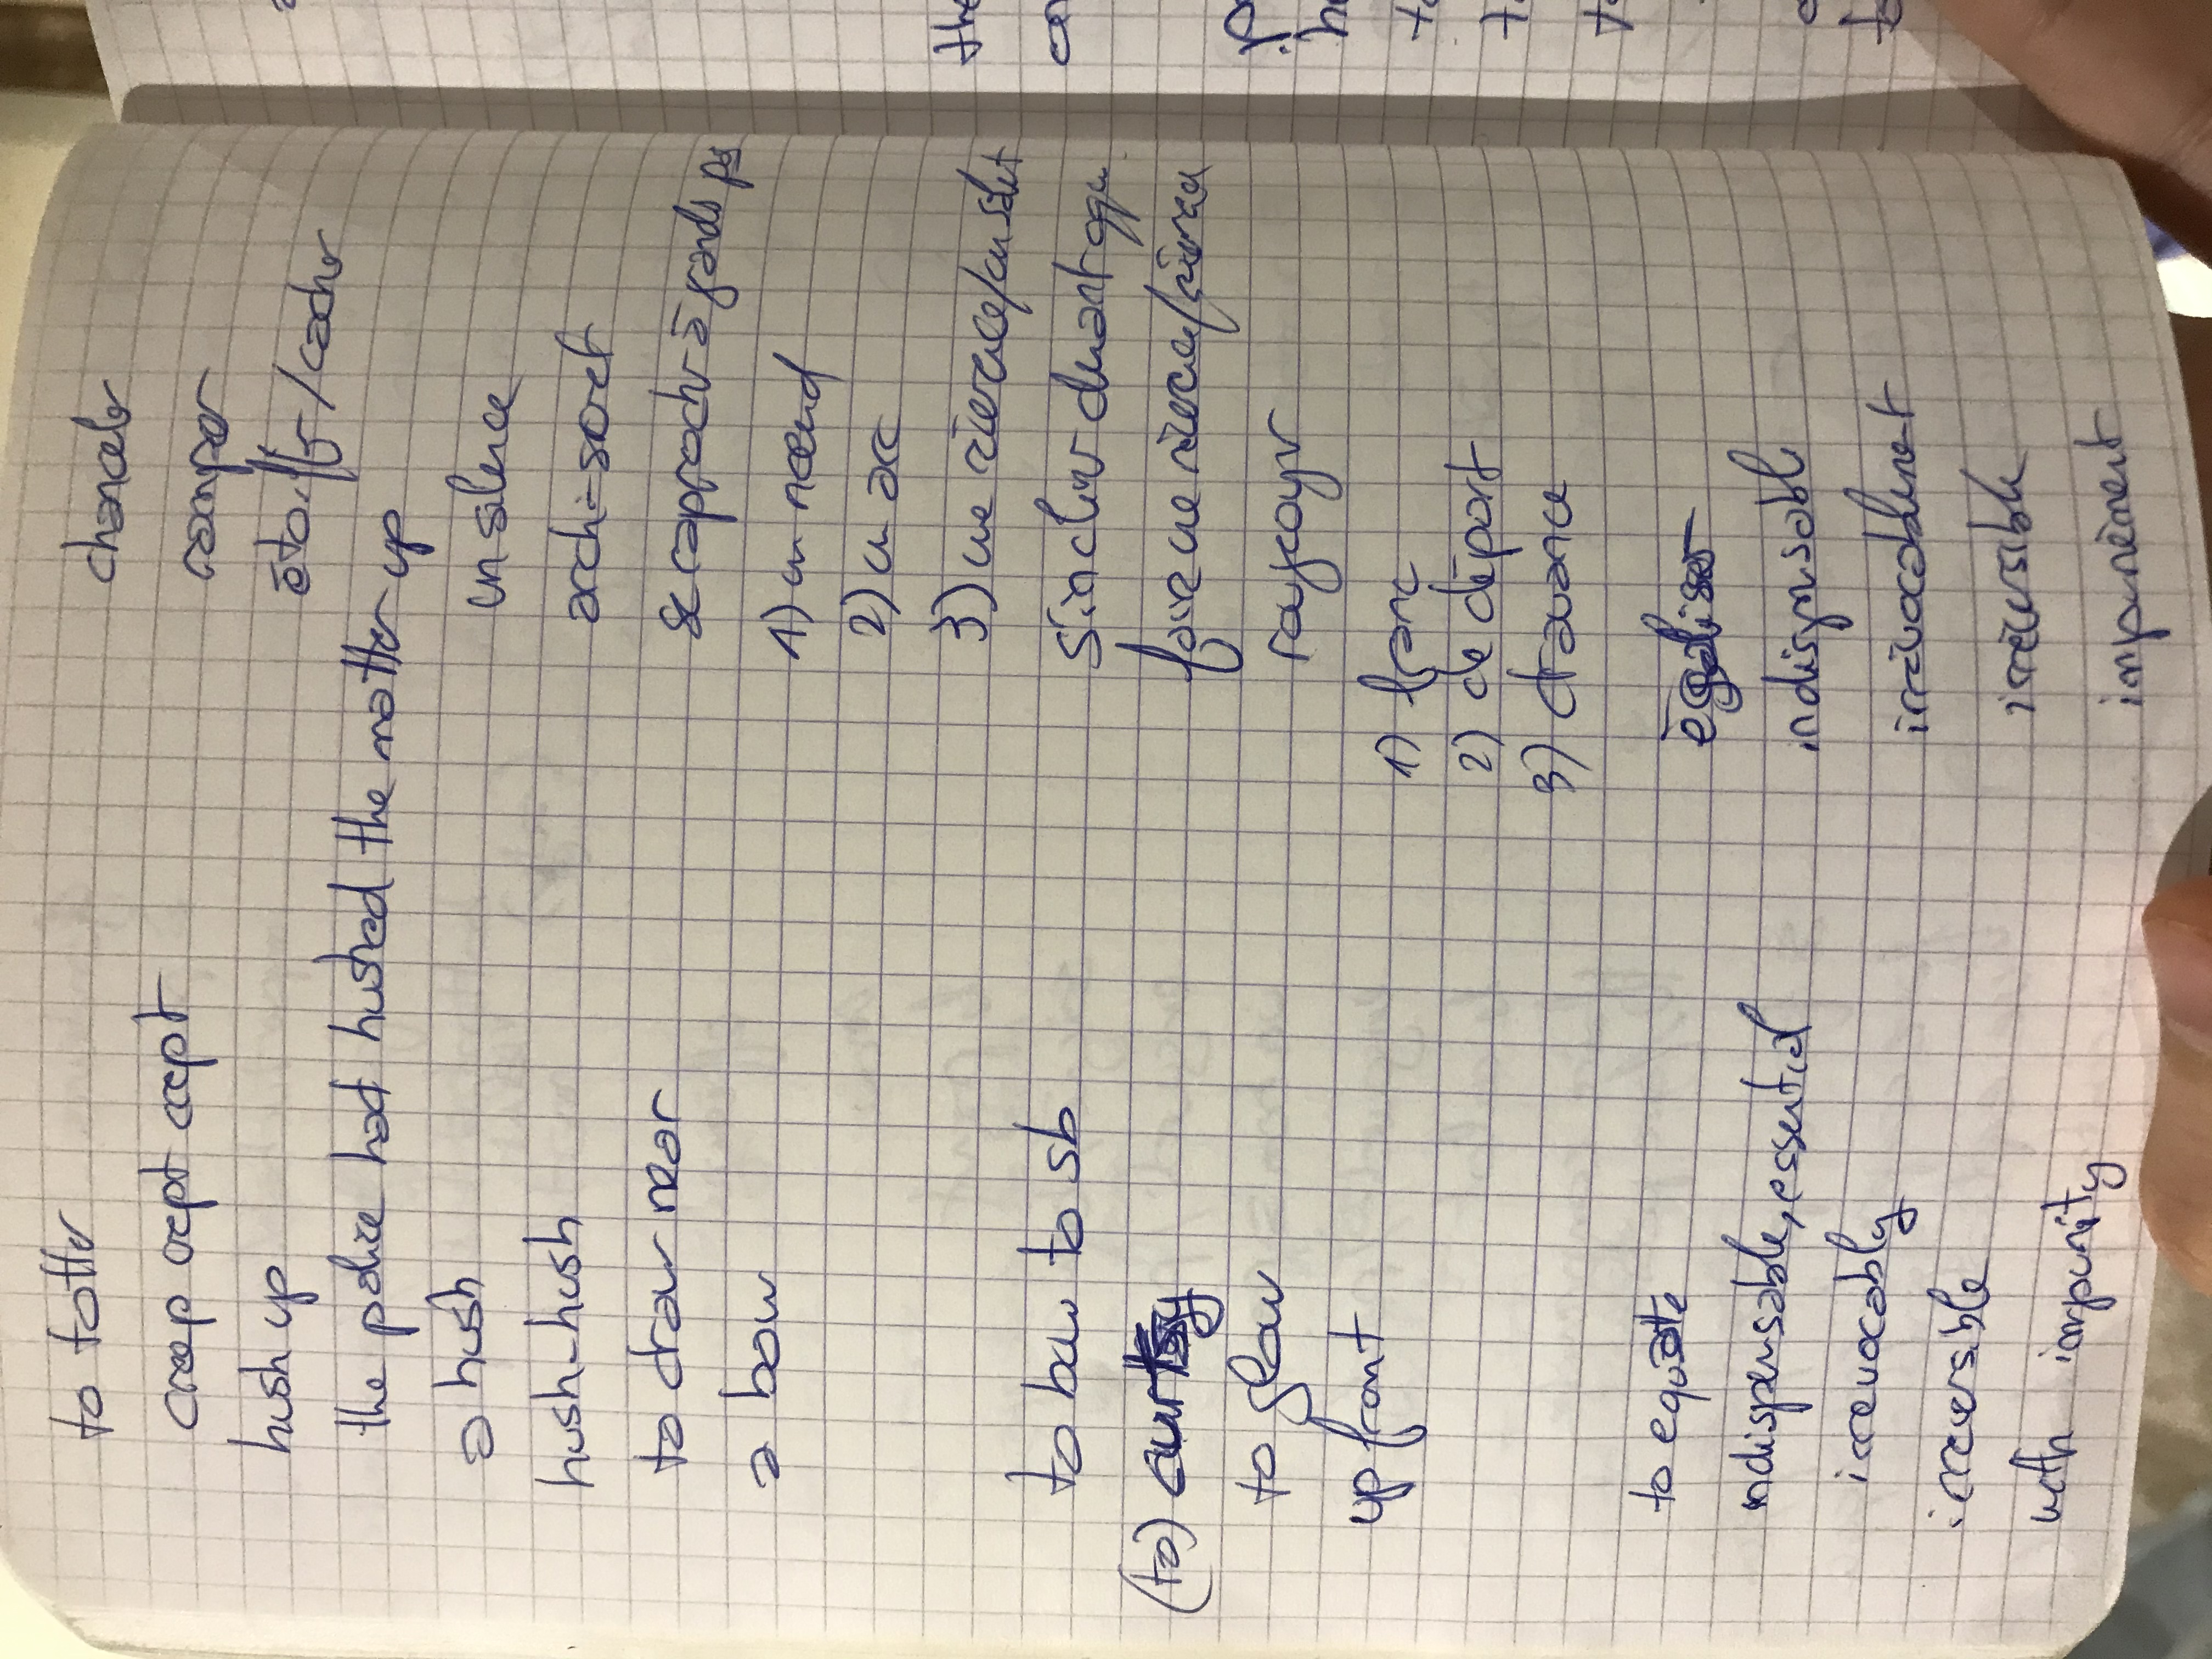 to totter chanceler
creep crept crept ramper
hush up étouffer/cacher
the police had hushed the matter up
a hush un silence
hush-hush archi-secret
to draw near se rapprocher à grands pas
a bow 1) un noeud
2) un arc
3) une révérence/un salut
to bow to sb s'incliner devant qqu
(to) curtsy faire une révérence/révérence
to glow
up front 1) franc
2) de départ
3) d'avance
to equate égaliser
indispensable, essential indispensable
irrevocably irrévocablement
irreversible irréversible
with impunity impunément
the